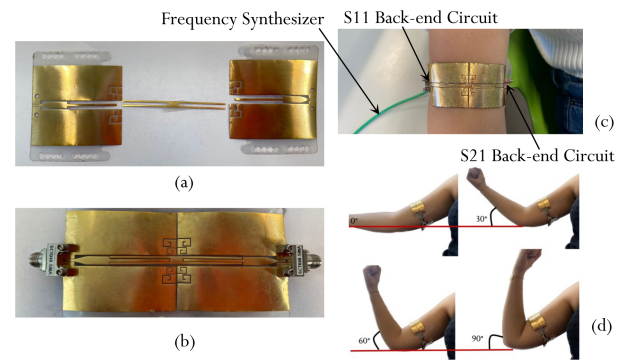 Frequency Synthesizer
S11 Back-end Circuit
(a)
(c)
S21 Back-end Circuit
0°
30°
(b)
60°
90°
(d)